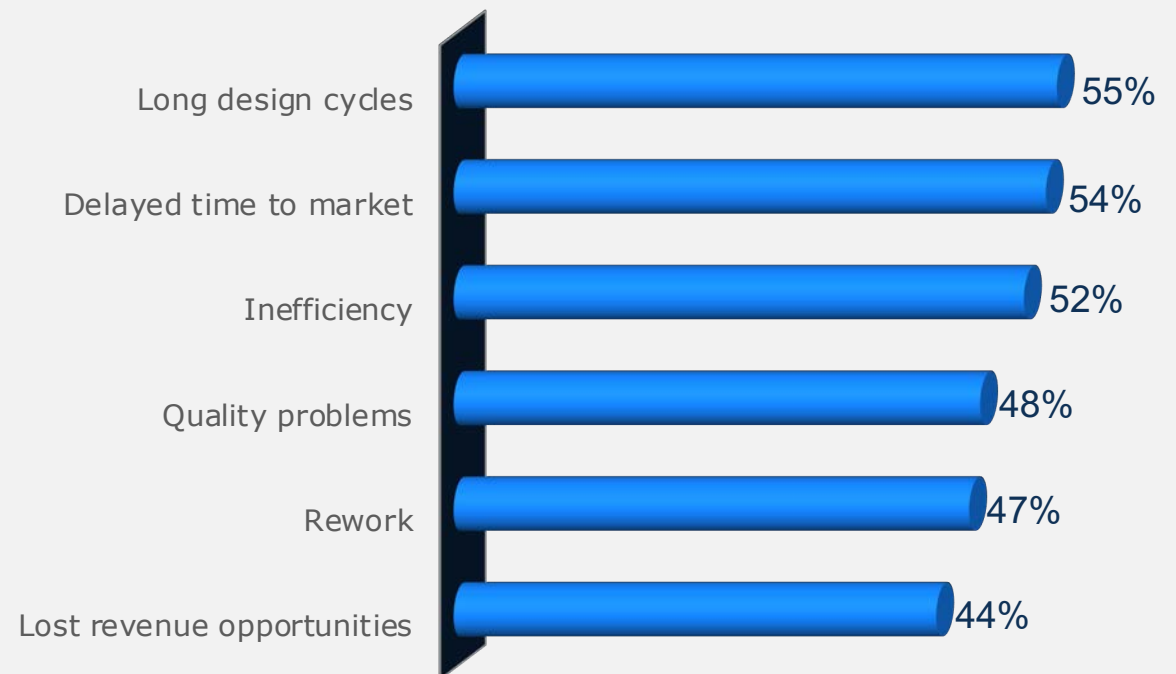 Long design cycles 55%
Delayed time to market 54%
Inefficiency 52%
Quality problems 48%
Rework 47%
Lost revenue opportunities 44%